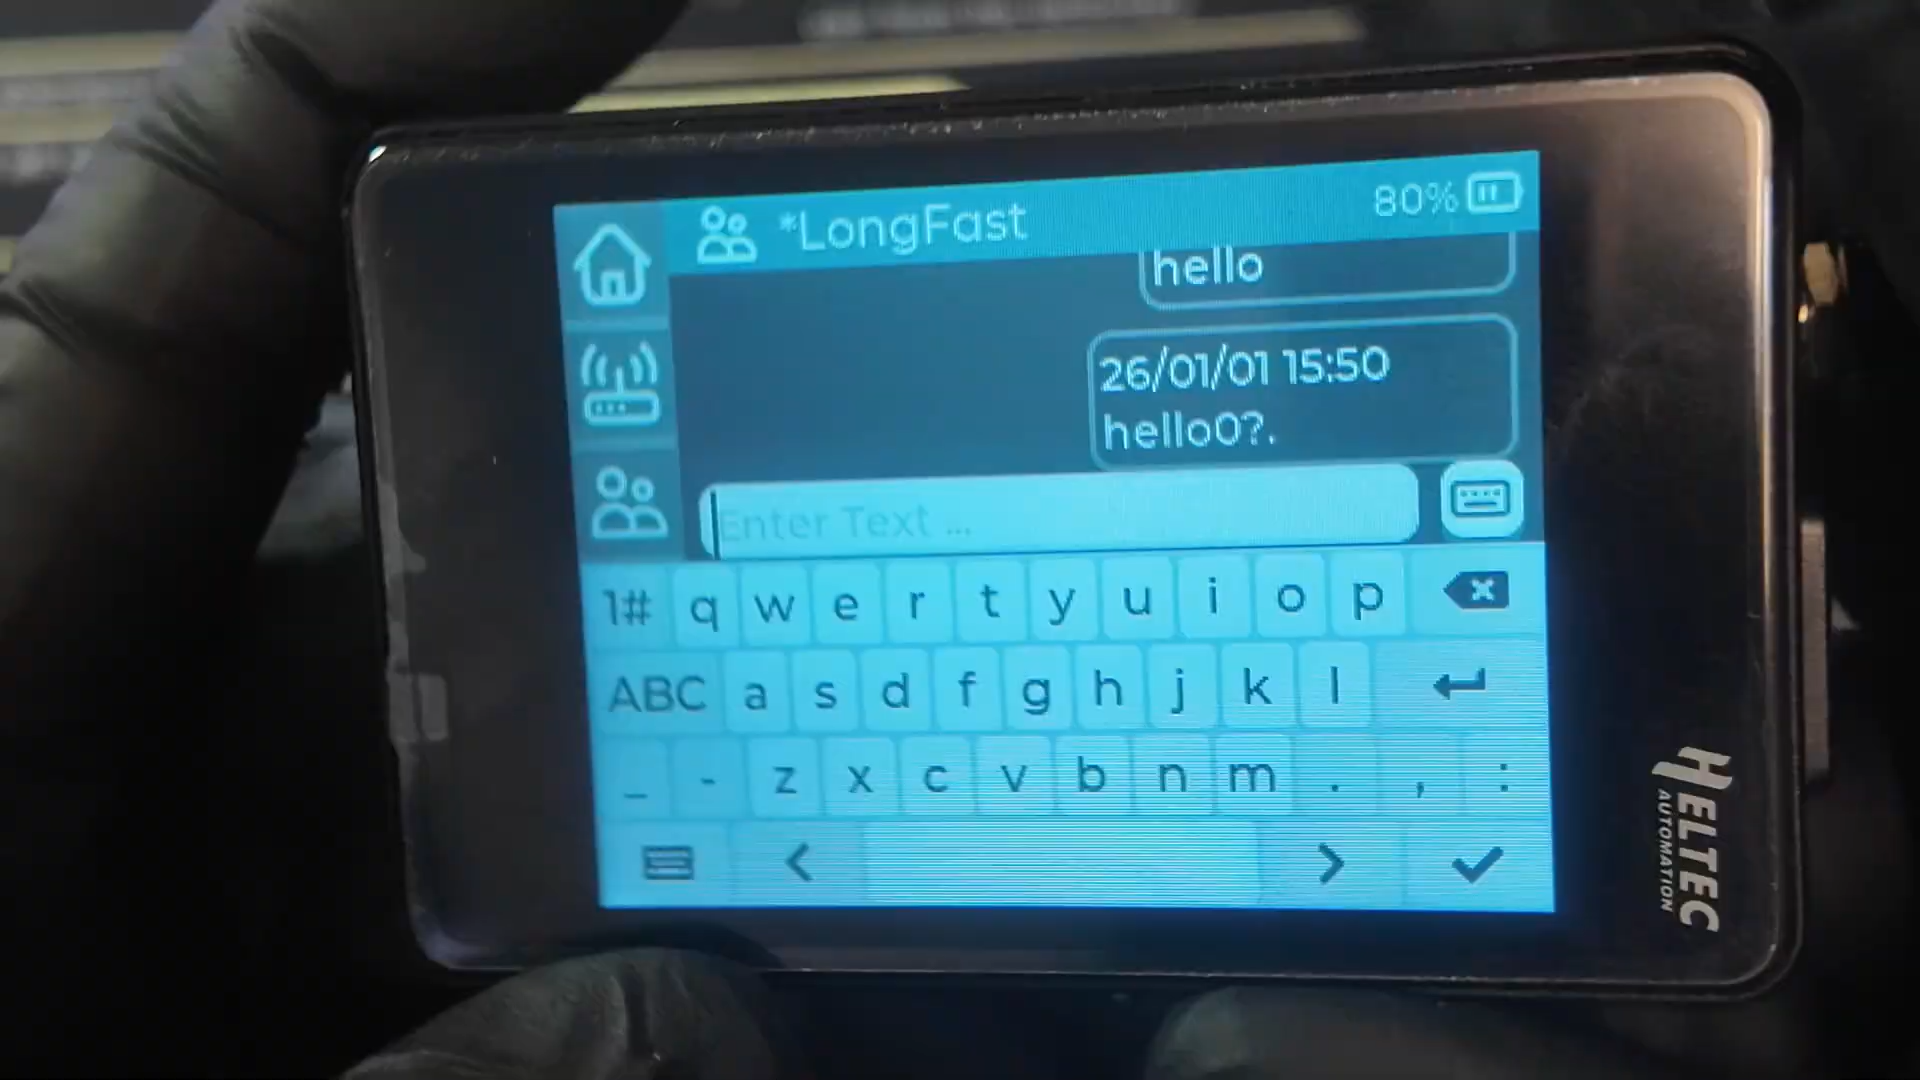 *LongFast
80%
hello
26/01/01 15:50
hello0?.
Enter Text ...
1# q w e r t y u i o p
ABC a s d f g h j k l
_ - z x c v b n m . , :
HELTEC
AUTOMATION